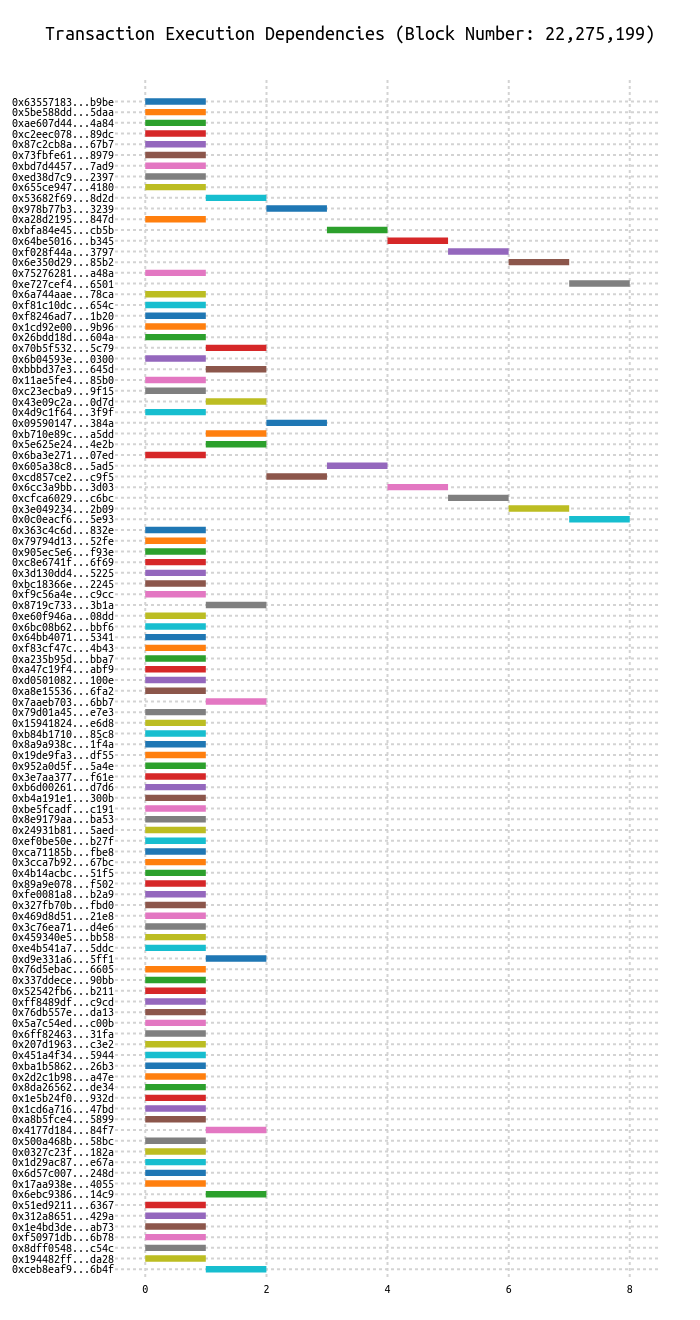 Transaction Execution Dependencies (Block Number: 22,275,199)
0x63557183...b9be
0x5be588dd...5daa
0xae607d44...4a84
0xc2eec078...89dc
0x87c2cb8a...67b7
0x73fbfe61...8979
0xbd7d4457...7ad9
0xed38d7c9...2397
0x655ce947...4180
0x53682f69...8d2d
0x978b77b3...3239
0xa28d2195...847d
0xbfa84e45...cb5b
0x64be5016...b345
0xf028f44a...3797
0x6e350d29...85b2
0x75276281...a48a
0xe727cef4...6501
0x6a744aae...78ca
0xf81c10dc...654c
0xf8246ad7...1b20
0x1cd92e00...9b96
0x26bdd18d...604a
0x70b5f532...5c79
0x6b04593e...0300
0xbbbd37e3...645d
0x11ae5fe4...85b0
0xc23ecba9...9f15
0x43e09c2a...0d7d
0x4d9c1f64...3f9f
0x09590147...384a
0xb710e89c...a5dd
0x5e625e24...4e2b
0x6ba3e271...07ed
0x605a38c8...5ad5
0xcd857ce2...c9f5
0x6cc3a9bb...3d03
0xcfca6029...c6bc
0x3e049234...2b09
0x0c0eacf6...5e93
0x363c4c6d...832e
0x79794d13...52fe
0x905ec5e6...f93e
0xc8e6741f...6f69
0x3d130dd4...5225
0xbc18366e...2245
0xf9c56a4e...c9cc
0x8719c733...3b1a
0xe60f946a...08dd
0x6bc08b62...bbf6
0x64bb4071...5341
0xf83cf47c...4b43
0xa235b95d...bba7
0xa47c19f4...abf9
0xd0501082...100e
0xa8e15536...6fa2
0x7aaeb703...6bb7
0x79d01a45...e7e3
0x15941824...e6d8
0xb84b1710...85c8
0x8a9a938c...1f4a
0x19de9fa3...df55
0x952a0d5f...5a4e
0x3e7aa377...f61e
0xb6d00261...d7d6
0xb4a191e1...300b
0xbe5fcadf...c191
0x8e9179aa...ba53
0x24931b81...5aed
0xef0be50e...b27f
0xca71185b...fbe8
0x3cca7b92...67bc
0x4b14acbc...51f5
0x89a9e078...f502
0xfe0081a8...b2a9
0x327fb70b...fbd0
0x469d8d51...21e8
0x3c76ea71...d4e6
0x459340e5...bb58
0xe4b541a7...5ddc
0xd9e331a6...5ff1
0x76d5ebac...6605
0x337ddece...90bb
0x52542fb6...b211
0xff8489df...c9cd
0x76db557e...da13
0x5a7c54ed...c00b
0x6ff82463...31fa
0x207d1963...c3e2
0x451a4f34...5944
0xba1b5862...26b3
0x2d2c1b98...a47e
0x8da26562...de34
0x1e5b24f0...932d
0x1cd6a716...47bd
0xa8b5fce4...5899
0x4177d184...84f7
0x500a468b...58bc
0x0327c23f...182a
0x1d29ac87...e67a
0x6d57c007...248d
0x17aa938e...4055
0x6ebc9386...14c9
0x51ed9211...6367
0x312a8651...429a
0x1e4bd3de...ab73
0xf50971db...6b78
0x8dff0548...c54c
0x194482ff...da28
0xceb8eaf9...6b4f
0 2 4 6 8